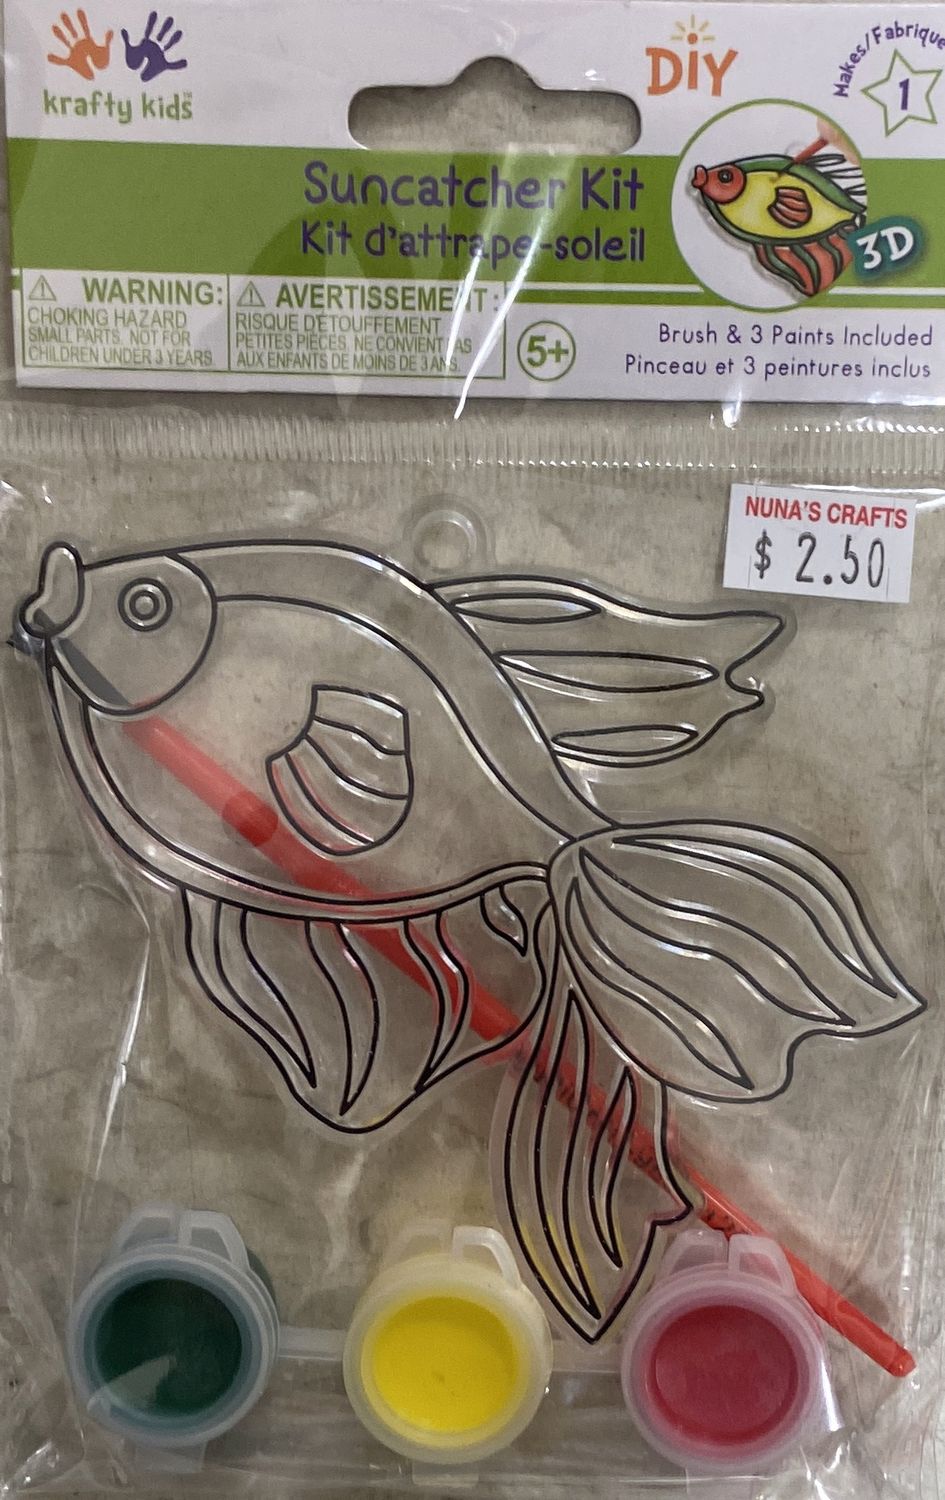 krafty kids™
DiY
Makes/Fabrique
1
Suncatcher Kit
Kit d'attrape-soleil
3D
⚠ WARNING:
CHOKING HAZARD
SMALL PARTS. NOT FOR
CHILDREN UNDER 3 YEARS.
⚠ AVERTISSEMENT :
RISQUE D'ÉTOUFFEMENT
PETITES PIÈCES, NE CONVIENT PAS
AUX ENFANTS DE MOINS DE 3 ANS.
5+
Brush & 3 Paints Included
Pinceau et 3 peintures inclus
NUNA'S CRAFTS
$ 2.50